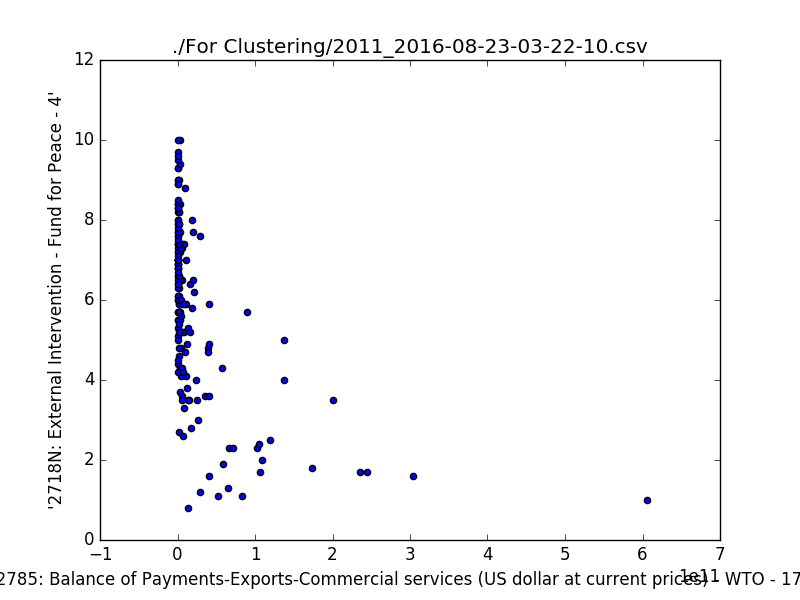 ./For Clustering/2011_2016-08-23-03-22-10.csv
12
10
8
6
4
2
0
'2718N: External Intervention - Fund for Peace - 4'
−1 0 1 2 3 4 5 6 7
1e11
2785: Balance of Payments-Exports-Commercial services (US dollar at current prices) - WTO - 17